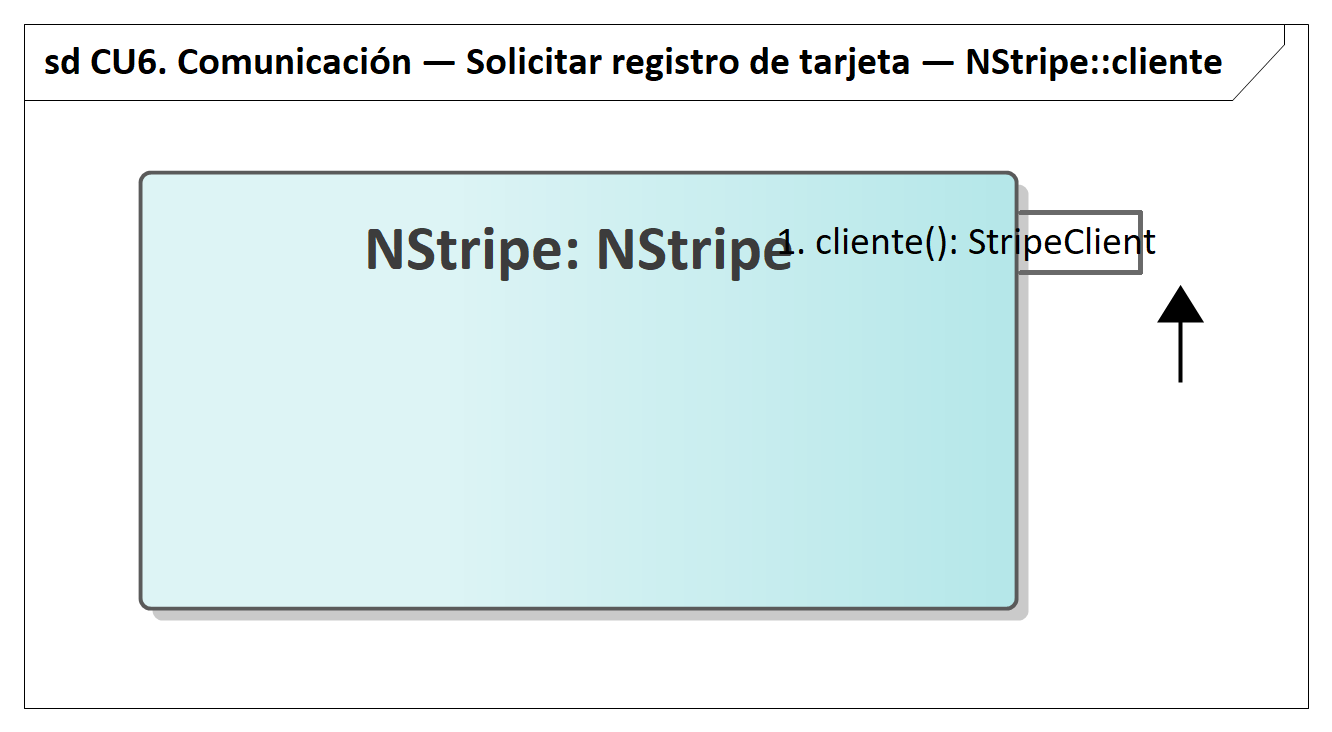 sd CU6. Comunicación — Solicitar registro de tarjeta — NStripe::cliente
NStripe: NStripe
1. cliente(): StripeClient